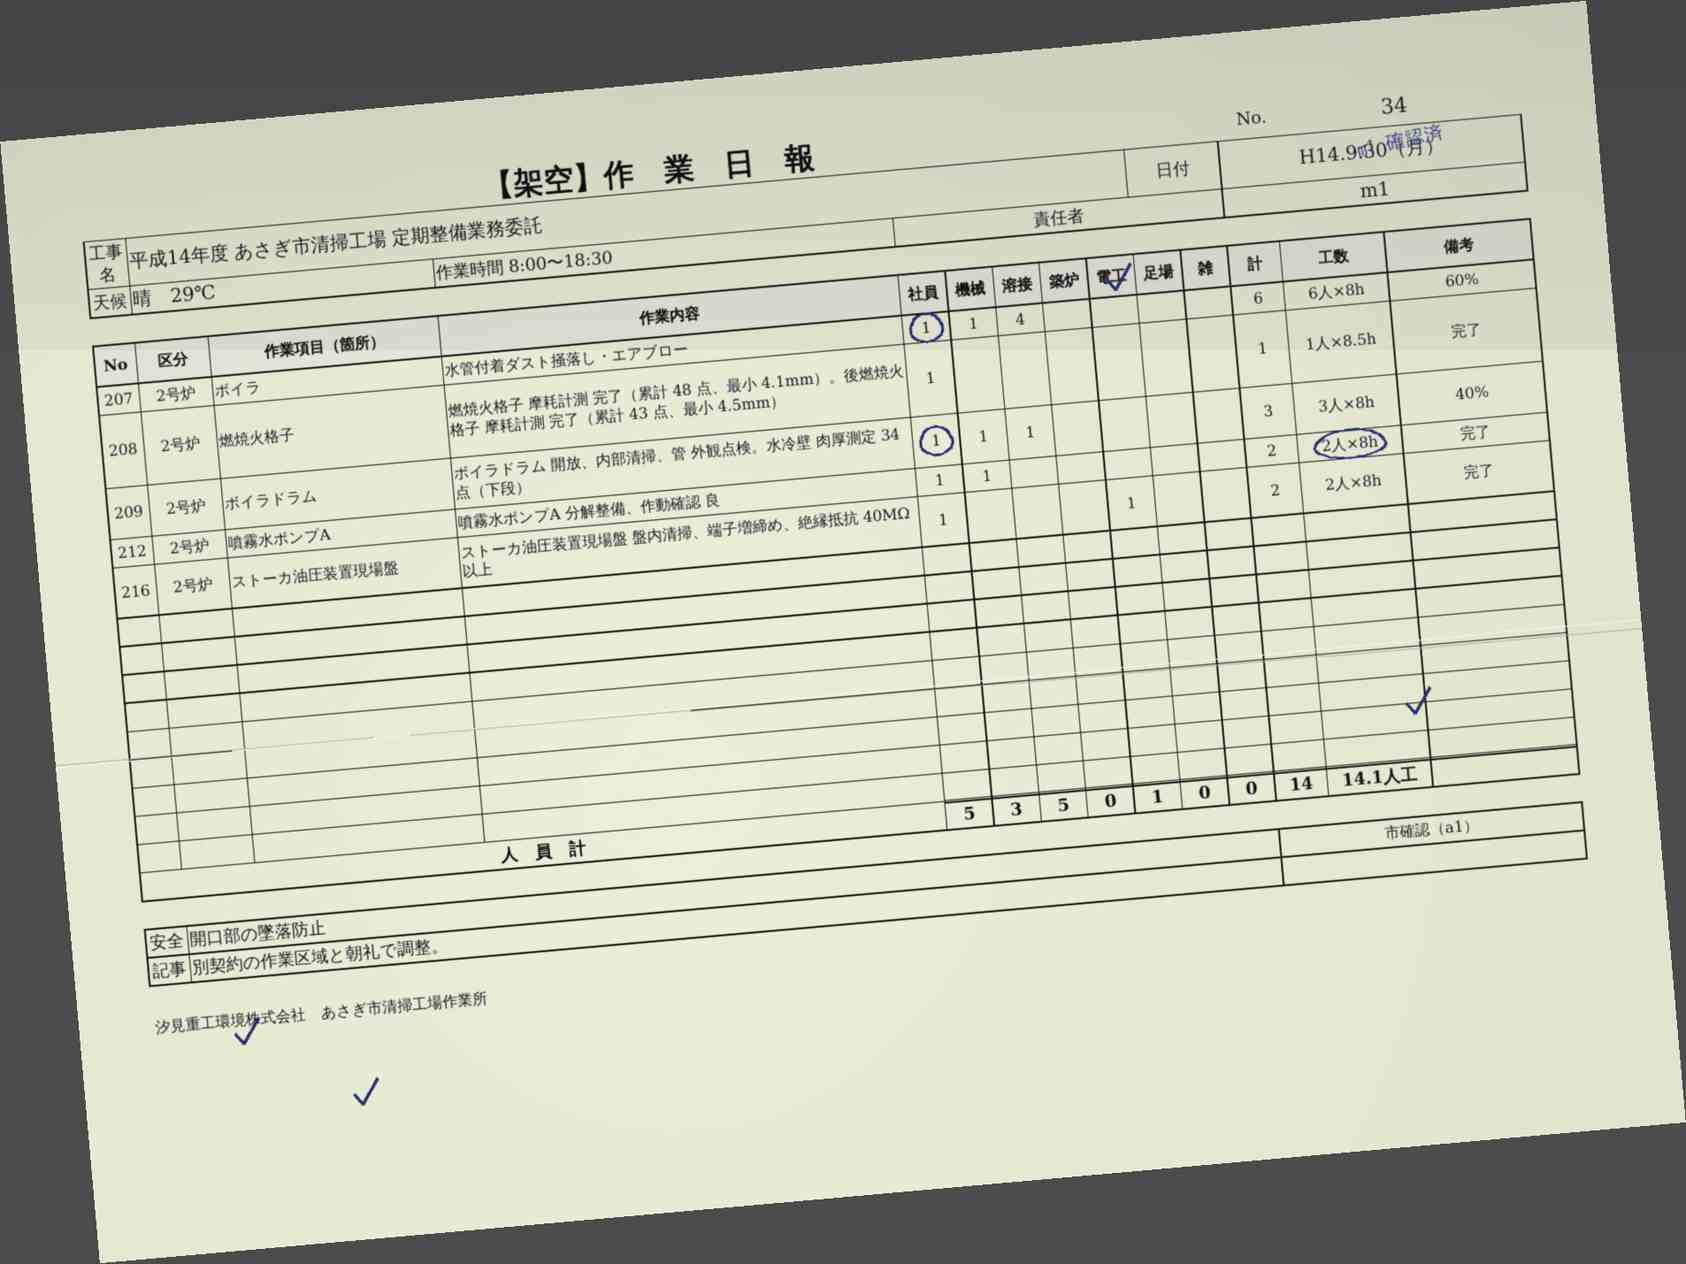 No. 34
【架空】作 業 日 報
確認済
工事名 平成14年度 あさぎ市清掃工場 定期整備業務委託 日付 H14.9.30（月）
天候 晴 29℃ 作業時間 8:00〜18:30 責任者 m1
No 区分 作業項目（箇所） 作業内容 社員 機械 溶接 築炉 電工 足場 雑 計 工数 備考
207 2号炉 ボイラ 水管付着ダスト掻落し・エアブロー 1 1 4 6 6人×8h 60%
208 2号炉 燃焼火格子 燃焼火格子 摩耗計測 完了（累計 48 点、最小 4.1mm）。後燃焼火格子 摩耗計測 完了（累計 43 点、最小 4.5mm） 1 1 1人×8.5h 完了
209 2号炉 ボイラドラム ボイラドラム 開放、内部清掃、管 外観点検。水冷壁 肉厚測定 34 点（下段） 1 1 1 3 3人×8h 40%
212 2号炉 噴霧水ポンプA 噴霧水ポンプA 分解整備、作動確認 良 1 1 2 2人×8h 完了
216 2号炉 ストーカ油圧装置現場盤 ストーカ油圧装置現場盤 盤内清掃、端子増締め、絶縁抵抗 40MΩ 以上 1 1 2 2人×8h 完了
人 員 計 5 3 5 0 1 0 0 14 14.1人工
安全 開口部の墜落防止 市確認（a1）
記事 別契約の作業区域と朝礼で調整。
汐見重工環境株式会社 あさぎ市清掃工場作業所